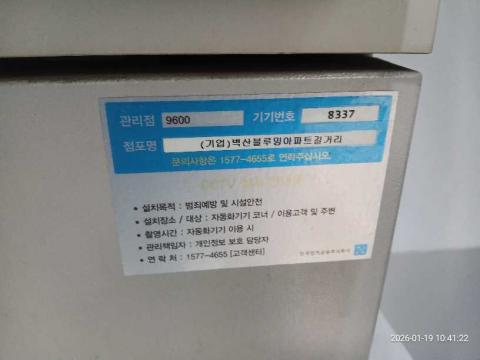 관리점 9600 기기번호 8337
점포명 (기업)벽산블루밍아파트길거리
문의사항은 1577-4655로 연락주십시오.
CCTV
• 설치목적 : 범죄예방 및 시설안전
• 설치장소 / 대상 : 자동화기기 코너 / 이용고객 및 주변
• 촬영시간 : 자동화기기 이용 시
• 관리책임자 : 개인정보 보호 담당자
• 연 락 처 : 1577-4655 [고객센터]
2026-01-19 10:41:22